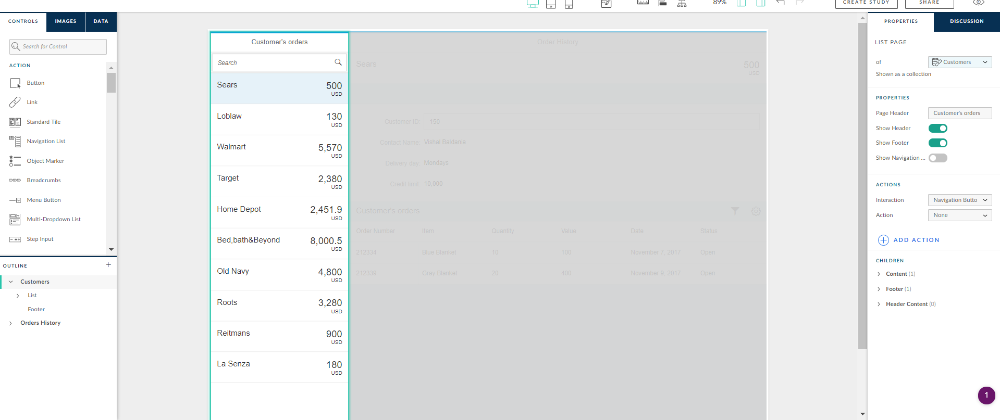 89%
CREATE STUDY
SHARE
CONTROLS
IMAGES
DATA
Search for Control
ACTION
Button
Link
Standard Tile
Navigation List
Object Marker
Breadcrumbs
Menu Button
Multi-Dropdown List
Step Input
OUTLINE
Customers
List
Footer
Orders History
Customer's orders
Search
Sears 500
USD
Loblaw 130
USD
Walmart 5,570
USD
Target 2,380
USD
Home Depot 2,451.9
USD
Bed,bath&Beyond 8,000.5
USD
Old Navy 4,800
USD
Roots 3,280
USD
Reitmans 900
USD
La Senza 180
USD
Order History
Sears 500
USD
Customer ID: 150
Contact Name: Vishal Baldania
Delivery day: Mondays
Credit limit: 10,000
Customer's orders
Order Number Item Quantity Value Date Status
212334 Blue Blanket 10 100 November 7, 2017 Open
212339 Gray Blanket 20 400 November 9, 2017 Open
PROPERTIES
DISCUSSION
LIST PAGE
of Customers
Shown as a collection
PROPERTIES
Page Header Customer's orders
Show Header
Show Footer
Show Navigation ...
ACTIONS
Interaction Navigation Butto
Action None
ADD ACTION
CHILDREN
Content (1)
Footer (1)
Header Content (0)
1